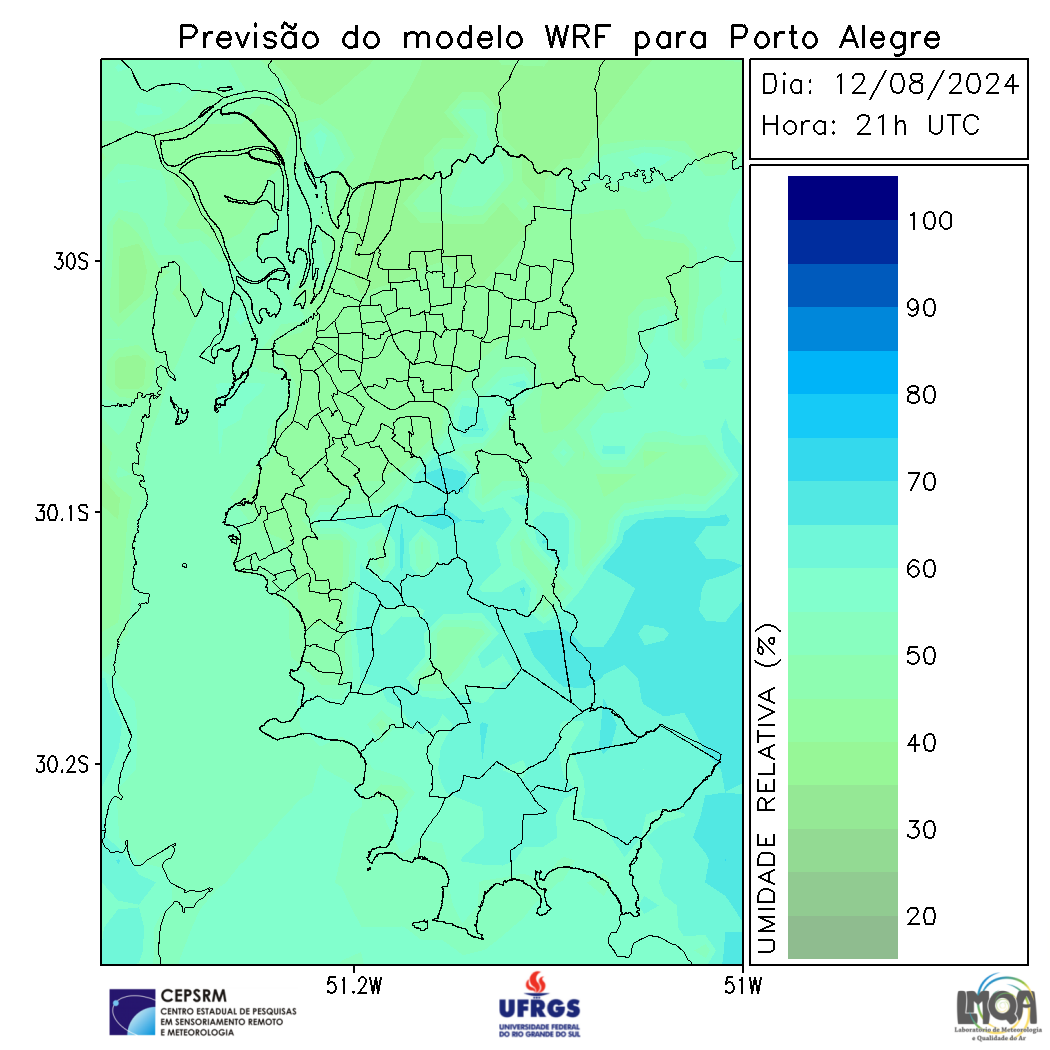 Previsão do modelo WRF para Porto Alegre
Dia: 12/08/2024
Hora: 21h UTC
30S
30.1S
30.2S
51.2W
51W
100
90
80
70
60
50
40
30
20
UMIDADE RELATIVA (%)
CEPSRM
CENTRO ESTADUAL DE PESQUISAS
EM SENSORIAMENTO REMOTO
E METEOROLOGIA
UFRGS
UNIVERSIDADE FEDERAL
DO RIO GRANDE DO SUL
LMQA
Laboratório de Meteorologia
e Qualidade do Ar